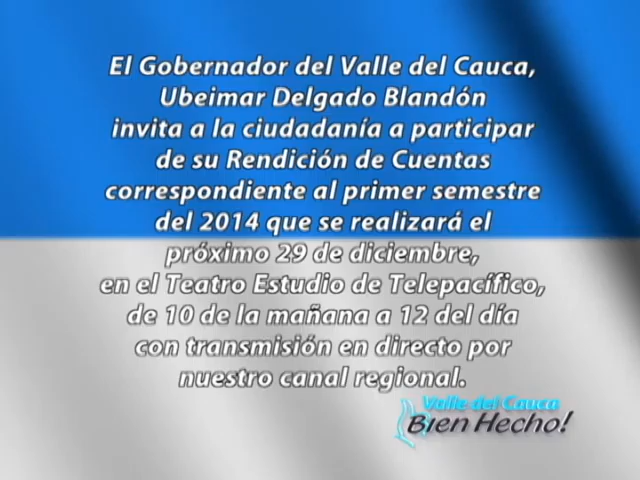 El Gobernador del Valle del Cauca,
Ubeimar Delgado Blandón
invita a la ciudadanía a participar
de su Rendición de Cuentas
correspondiente al primer semestre
del 2014 que se realizará el
próximo 29 de diciembre,
en el Teatro Estudio de Telepacífico,
de 10 de la mañana a 12 del día
con transmisión en directo por
nuestro canal regional.
Valle del Cauca
Bien Hecho!